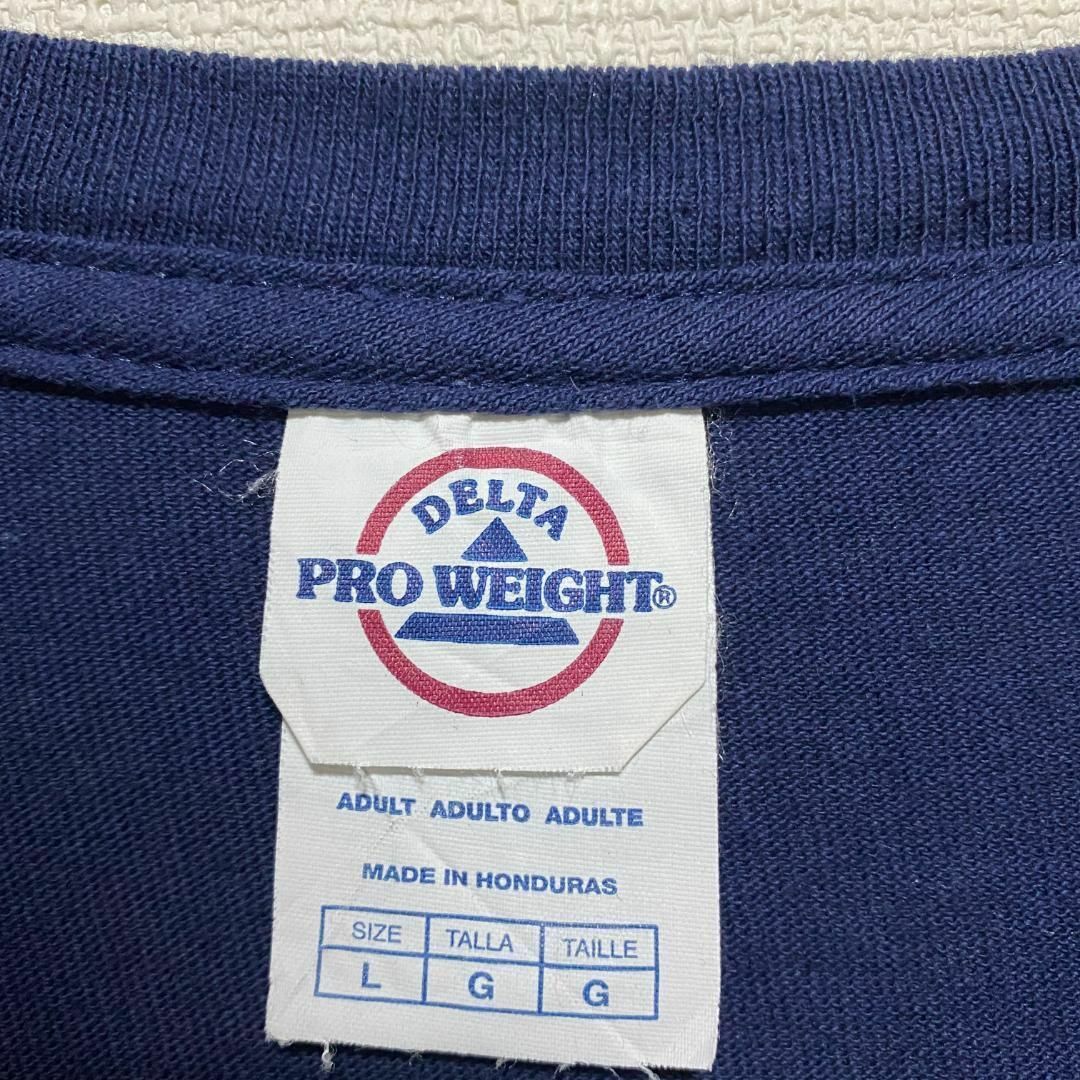 DELTA
PRO WEIGHT®
ADULT ADULTO ADULTE
MADE IN HONDURAS
SIZE TALLA TAILLE
L G G